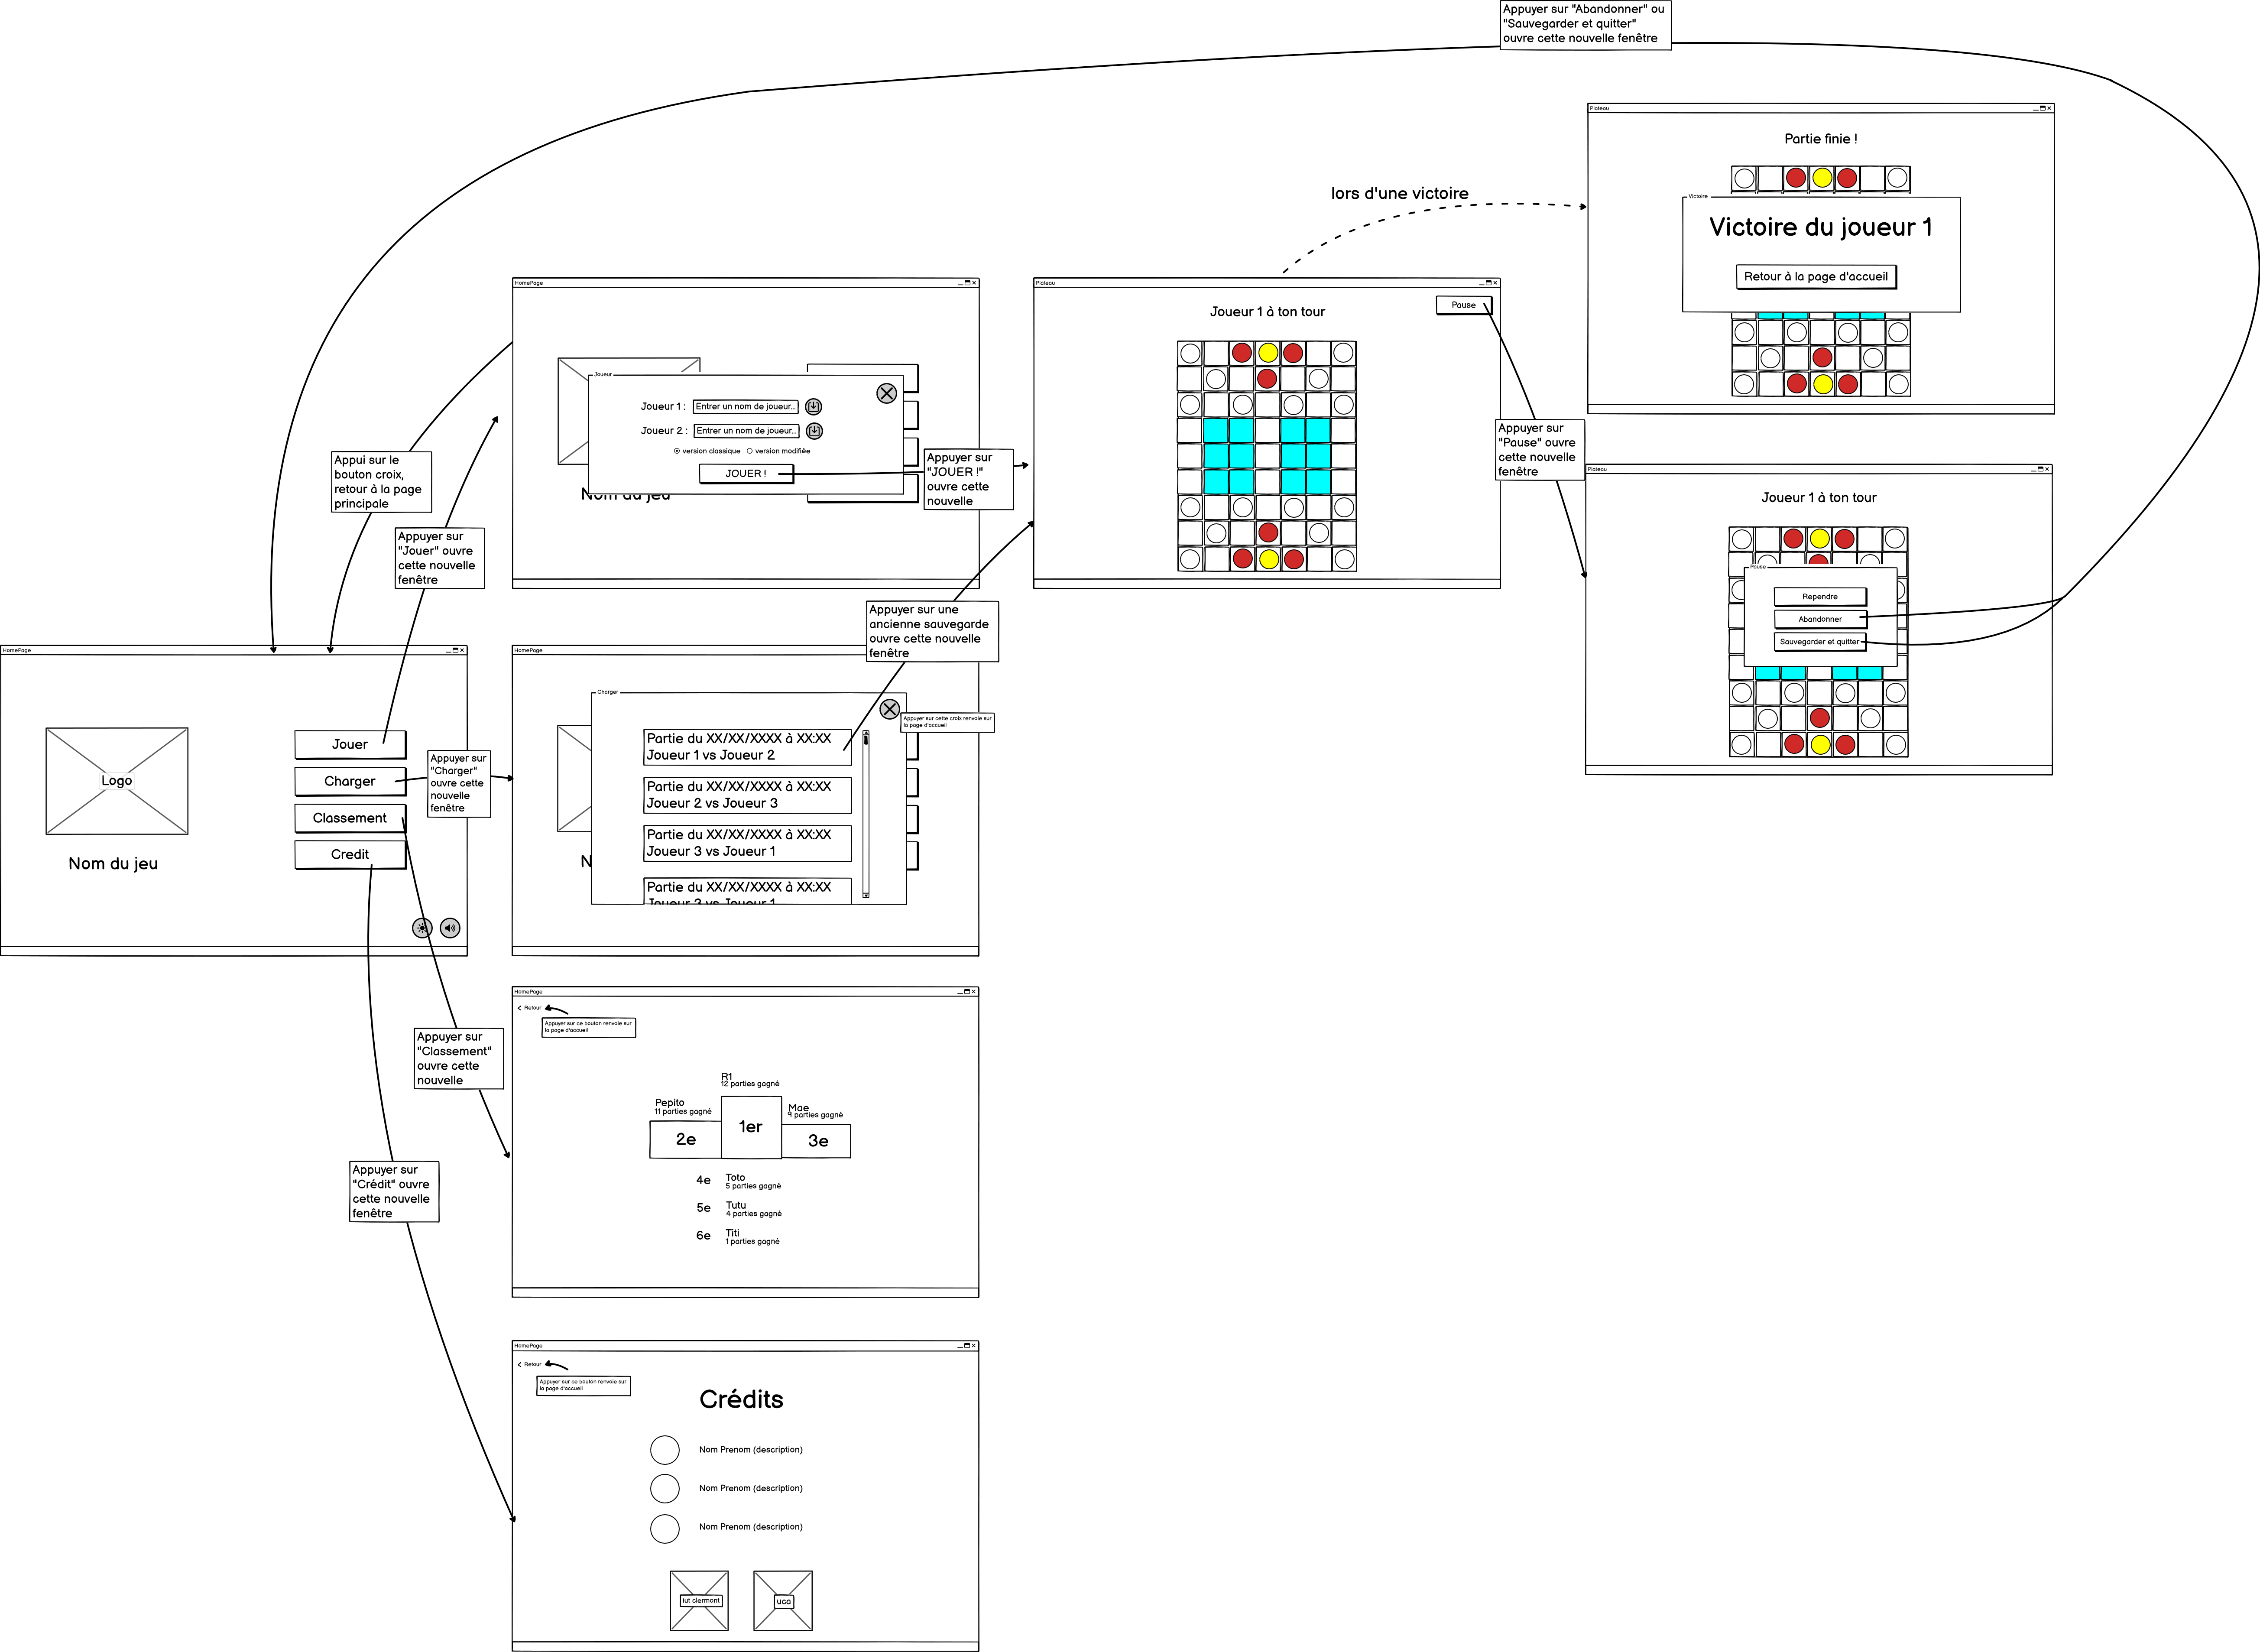 Appuyer sur "Abandonner" ou
"Sauvegarder et quitter"
ouvre cette nouvelle fenêtre
Plateau
Partie finie !
Victoire
Victoire du joueur 1
Retour à la page d'accueil
lors d'une victoire
HomePage
Joueur
Joueur 1 :
Entrer un nom de joueur...
Joueur 2 :
Entrer un nom de joueur...
version classique
version modifiée
JOUER !
Nom du jeu
Appuyer sur
"JOUER !"
ouvre cette
nouvelle
Plateau
Joueur 1 à ton tour
Pause
Appuyer sur
"Pause" ouvre
cette nouvelle
fenêtre
Plateau
Joueur 1 à ton tour
Pause
Rependre
Abandonner
Sauvegarder et quitter
Appui sur le
bouton croix,
retour à la page
principale
Appuyer sur
"Jouer" ouvre
cette nouvelle
fenêtre
HomePage
Logo
Nom du jeu
Jouer
Charger
Classement
Credit
Appuyer sur
"Charger"
ouvre cette
nouvelle
fenêtre
Appuyer sur une
ancienne sauvegarde
ouvre cette nouvelle
fenêtre
HomePage
Charger
Appuyer sur cette croix renvoie sur
la page d'accueil
Partie du XX/XX/XXXX à XX:XX
Joueur 1 vs Joueur 2
Partie du XX/XX/XXXX à XX:XX
Joueur 2 vs Joueur 3
Partie du XX/XX/XXXX à XX:XX
Joueur 3 vs Joueur 1
Partie du XX/XX/XXXX à XX:XX
Joueur 3 vs Joueur 1
N
Appuyer sur
"Classement"
ouvre cette
nouvelle
HomePage
< Retour
Appuyer sur ce bouton renvoie sur
la page d'accueil
R1
12 parties gagné
Pepito
11 parties gagné
Mae
9 parties gagné
1er
2e
3e
4e
Toto
5 parties gagné
5e
Tutu
4 parties gagné
6e
Titi
1 parties gagné
Appuyer sur
"Crédit" ouvre
cette nouvelle
fenêtre
HomePage
< Retour
Appuyer sur ce bouton renvoie sur
la page d'accueil
Crédits
Nom Prenom (description)
Nom Prenom (description)
Nom Prenom (description)
iut clermont
uca